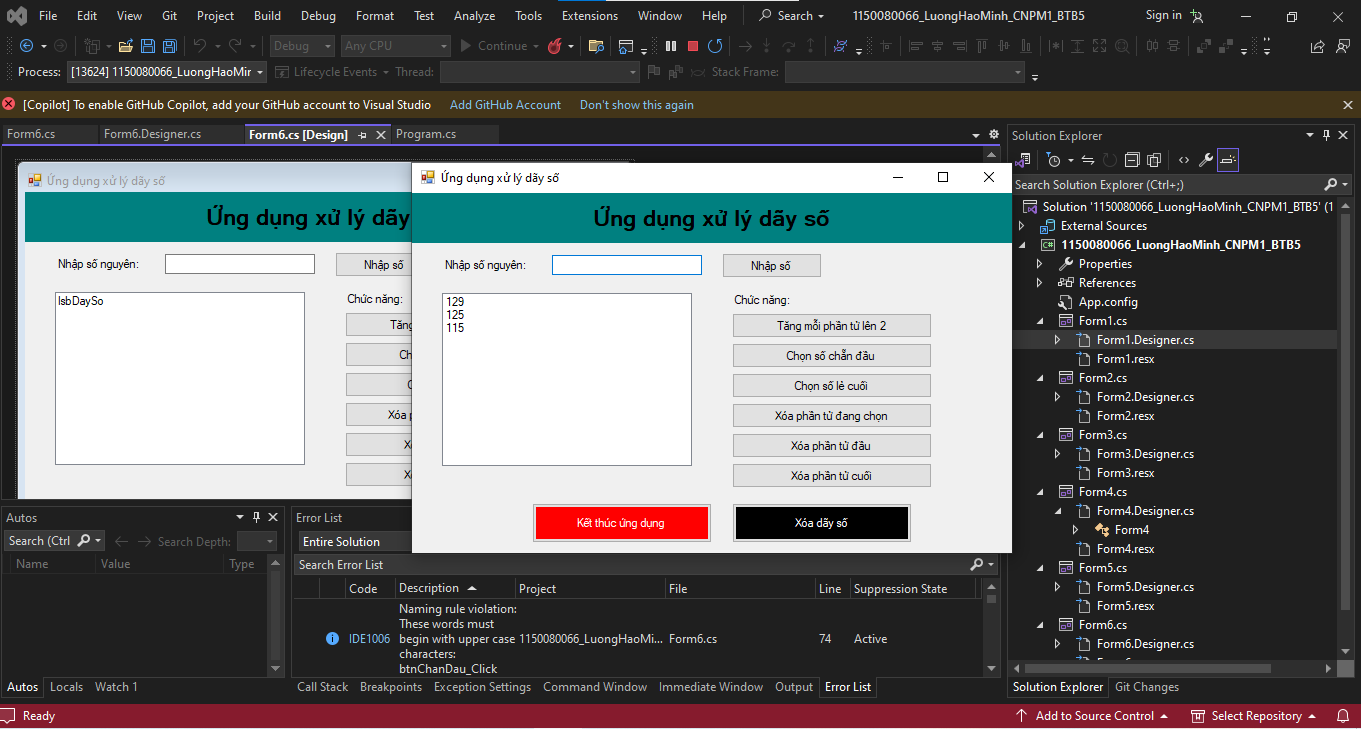 File Edit View Git Project Build Debug Format Test Analyze Tools Extensions Window Help Search 1150080066_LuongHaoMinh_CNPM1_BTB5 Sign in
Debug Any CPU Continue
Process: [13624] 1150080066_LuongHaoMir Lifecycle Events Thread: Stack Frame:
[Copilot] To enable GitHub Copilot, add your GitHub account to Visual Studio Add GitHub Account Don't show this again
Form6.cs Form6.Designer.cs Form6.cs [Design] Program.cs
Ứng dụng xử lý dãy số
Ứng dụng xử lý dãy
Nhập số nguyên: Nhập số
lsbDaySo
Chức năng:
Tăng
Ch
C
Xóa p
X
X
Ứng dụng xử lý dãy số
Ứng dụng xử lý dãy số
Nhập số nguyên: Nhập số
129
125
115
Chức năng:
Tăng mỗi phần tử lên 2
Chọn số chẵn đầu
Chọn số lẻ cuối
Xóa phần tử đang chọn
Xóa phần tử đầu
Xóa phần tử cuối
Kết thúc ứng dụng Xóa dãy số
Solution Explorer
Search Solution Explorer (Ctrl+;)
Solution '1150080066_LuongHaoMinh_CNPM1_BTB5' (1
External Sources
1150080066_LuongHaoMinh_CNPM1_BTB5
Properties
References
App.config
Form1.cs
Form1.Designer.cs
Form1.resx
Form2.cs
Form2.Designer.cs
Form2.resx
Form3.cs
Form3.Designer.cs
Form3.resx
Form4.cs
Form4.Designer.cs
Form4
Form4.resx
Form5.cs
Form5.Designer.cs
Form5.resx
Form6.cs
Form6.Designer.cs
Solution Explorer Git Changes
Autos
Search (Ctrl Search Depth:
Name Value Type
Autos Locals Watch 1
Error List
Entire Solution
Search Error List
Code Description Project File Line Suppression State
IDE1006
Naming rule violation:
These words must
begin with upper case
characters:
btnChanDau_Click
1150080066_LuongHaoMi... Form6.cs 74 Active
Call Stack Breakpoints Exception Settings Command Window Immediate Window Output Error List
Ready Add to Source Control Select Repository